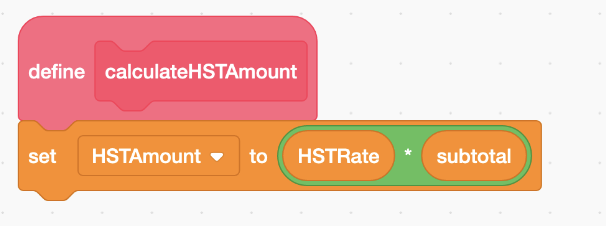 define calculateHSTAmount
set HSTAmount to HSTRate * subtotal